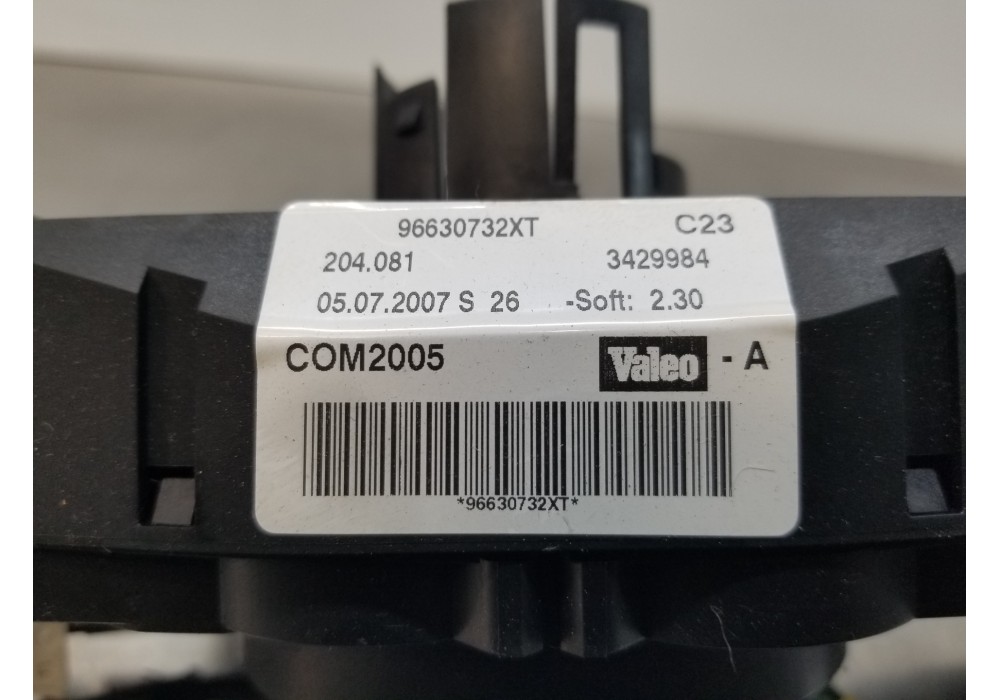 96630732XT C23
204.081 3429984
05.07.2007 S 26 -Soft: 2.30
COM2005 Valeo - A
*96630732XT*